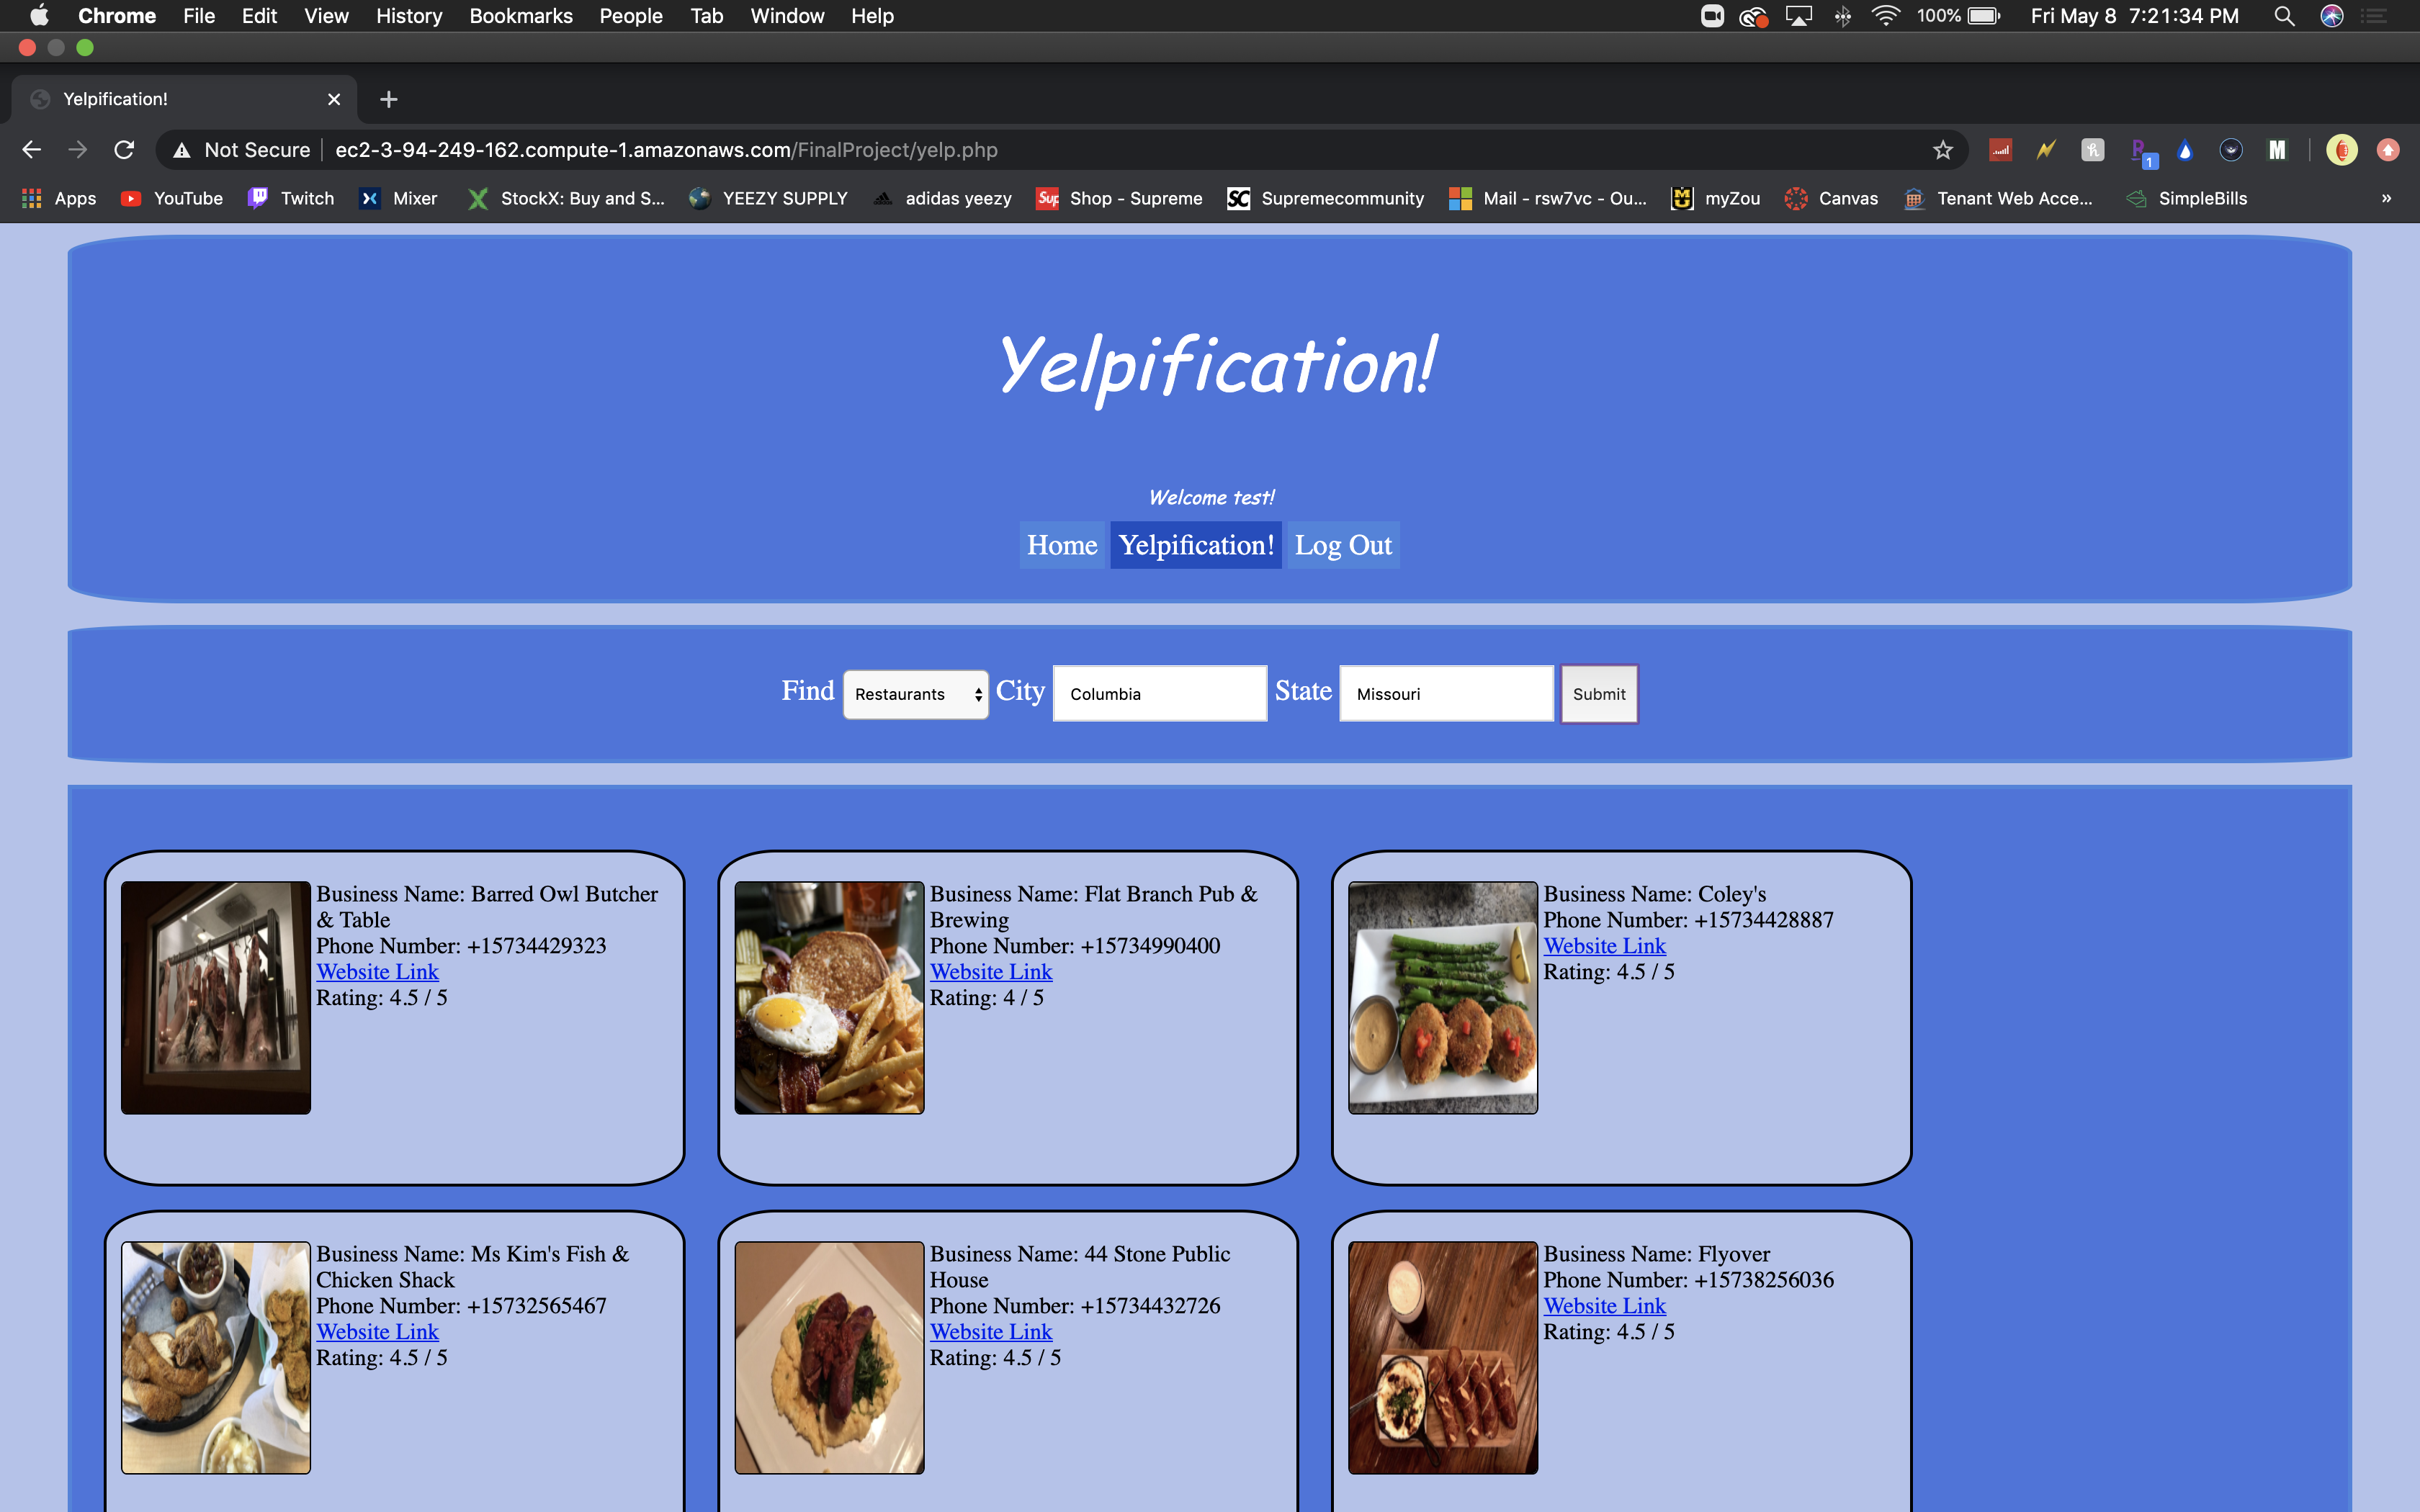 Chrome File Edit View History Bookmarks People Tab Window Help 100% Fri May 8 7:21:34 PM
Yelpification!
Not Secure ec2-3-94-249-162.compute-1.amazonaws.com/FinalProject/yelp.php
Apps YouTube Twitch Mixer StockX: Buy and S... YEEZY SUPPLY adidas yeezy Shop - Supreme Supremecommunity Mail - rsw7vc - Ou... myZou Canvas Tenant Web Acce... SimpleBills »
Yelpification!
Welcome test!
Home Yelpification! Log Out
Find Restaurants City Columbia State Missouri Submit
Business Name: Barred Owl Butcher
& Table
Phone Number: +15734429323
Website Link
Rating: 4.5 / 5
Business Name: Flat Branch Pub &
Brewing
Phone Number: +15734990400
Website Link
Rating: 4 / 5
Business Name: Coley's
Phone Number: +15734428887
Website Link
Rating: 4.5 / 5
Business Name: Ms Kim's Fish &
Chicken Shack
Phone Number: +15732565467
Website Link
Rating: 4.5 / 5
Business Name: 44 Stone Public
House
Phone Number: +15734432726
Website Link
Rating: 4.5 / 5
Business Name: Flyover
Phone Number: +15738256036
Website Link
Rating: 4.5 / 5